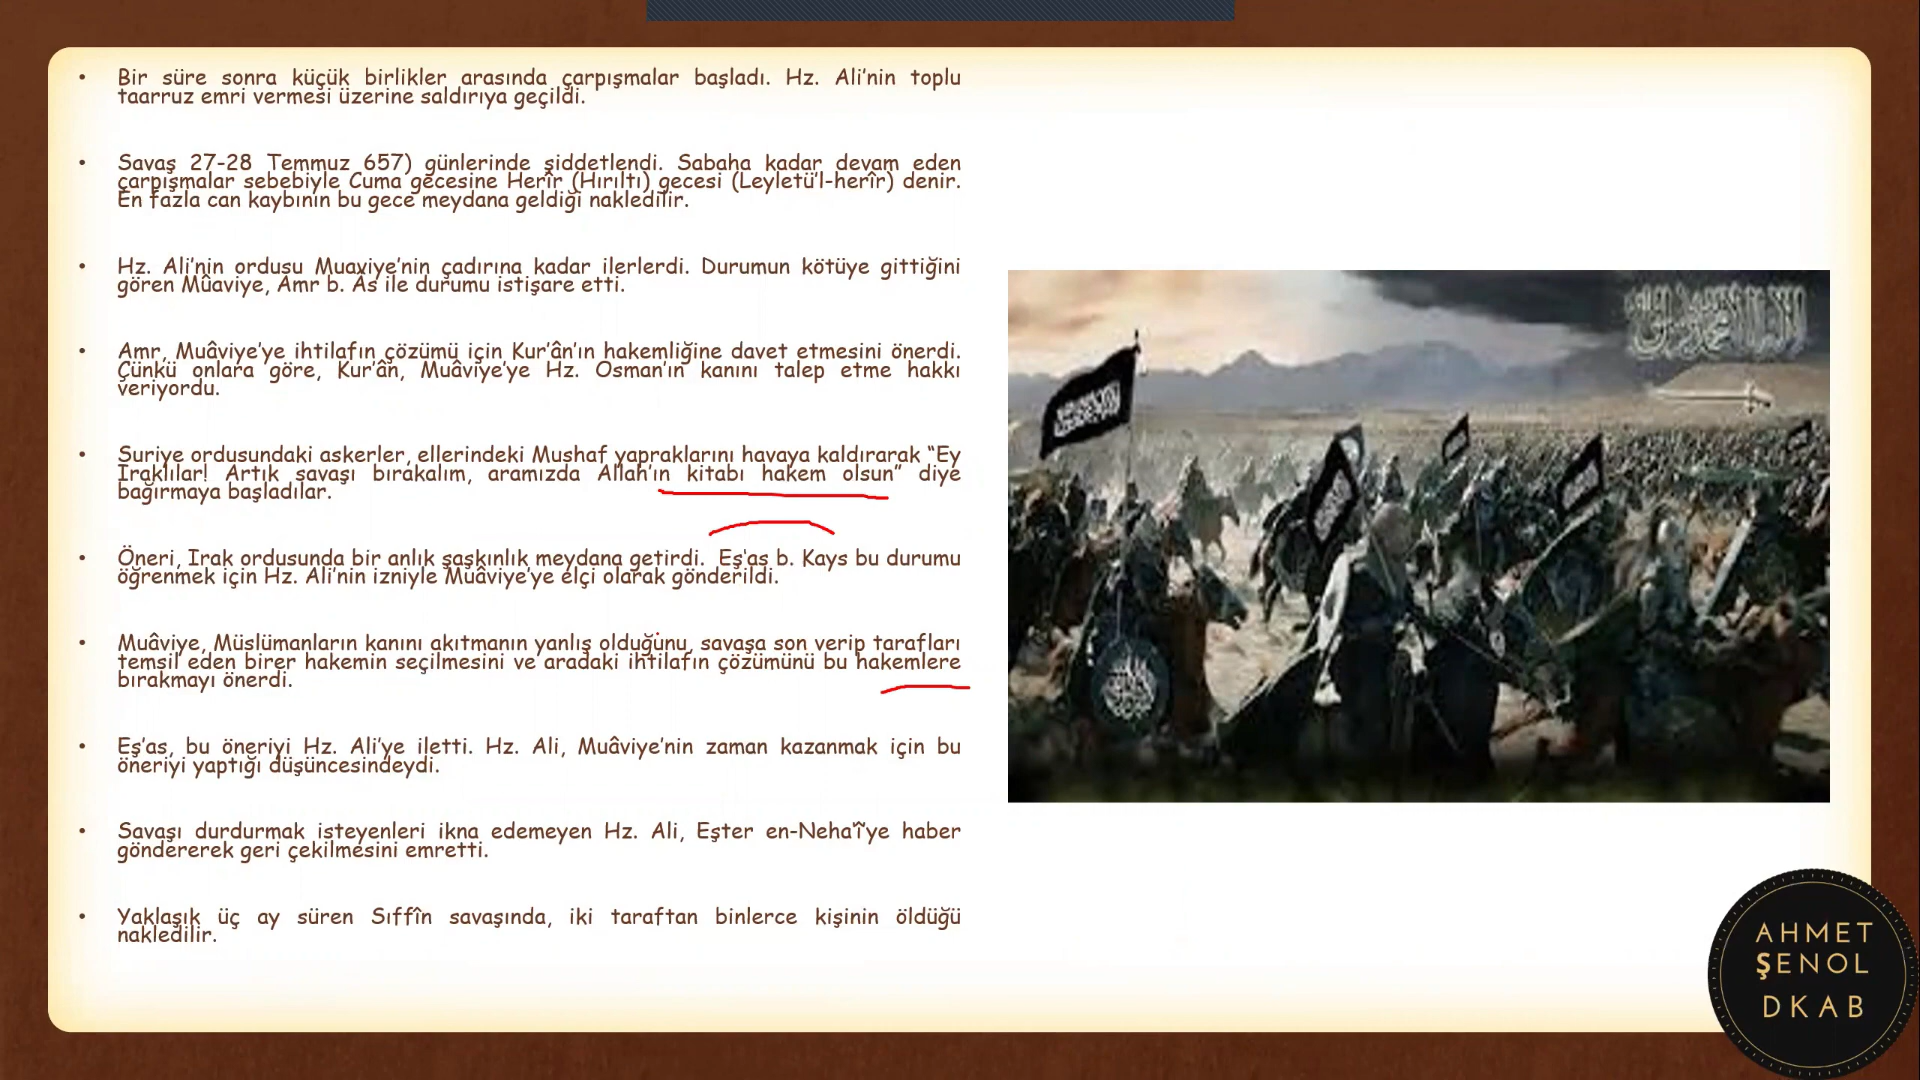 • Bir süre sonra küçük birlikler arasında çarpışmalar başladı. Hz. Ali’nin toplu
taarruz emri vermesi üzerine saldırıya geçildi.
• Savaş 27-28 Temmuz 657) günlerinde şiddetlendi. Sabaha kadar devam eden
çarpışmalar sebebiyle Cuma gecesine Herîr (Hırıltı) gecesi (Leyletü’l-herîr) denir.
En fazla can kaybının bu gece meydana geldiği nakledilir.
• Hz. Ali’nin ordusu Muaviye’nin çadırına kadar ilerlerdi. Durumun kötüye gittiğini
gören Mûaviye, Amr b. Âs ile durumu istişare etti.
• Amr, Muâviye’ye ihtilafın çözümü için Kur’ân’ın hakemliğine davet etmesini önerdi.
Çünkü onlara göre, Kur’ân, Muâviye’ye Hz. Osman’ın kanını talep etme hakkı
veriyordu.
• Suriye ordusundaki askerler, ellerindeki Mushaf yapraklarını havaya kaldırarak “Ey
Iraklılar! Artık savaşı bırakalım, aramızda Allah’ın kitabı hakem olsun” diye
bağırmaya başladılar.
• Öneri, Irak ordusunda bir anlık şaşkınlık meydana getirdi. Eş‘as b. Kays bu durumu
öğrenmek için Hz. Ali’nin izniyle Muâviye’ye elçi olarak gönderildi.
• Muâviye, Müslümanların kanını akıtmanın yanlış olduğunu, savaşa son verip tarafları
temsil eden birer hakemin seçilmesini ve aradaki ihtilafın çözümünü bu hakemlere
bırakmayı önerdi.
• Eş’as, bu öneriyi Hz. Ali’ye iletti. Hz. Ali, Muâviye’nin zaman kazanmak için bu
öneriyi yaptığı düşüncesindeydi.
• Savaşı durdurmak isteyenleri ikna edemeyen Hz. Ali, Eşter en-Neha‘î’ye haber
göndererek geri çekilmesini emretti.
• Yaklaşık üç ay süren Sıffîn savaşında, iki taraftan binlerce kişinin öldüğü
nakledilir.
AHMET
ŞENOL
DKAB